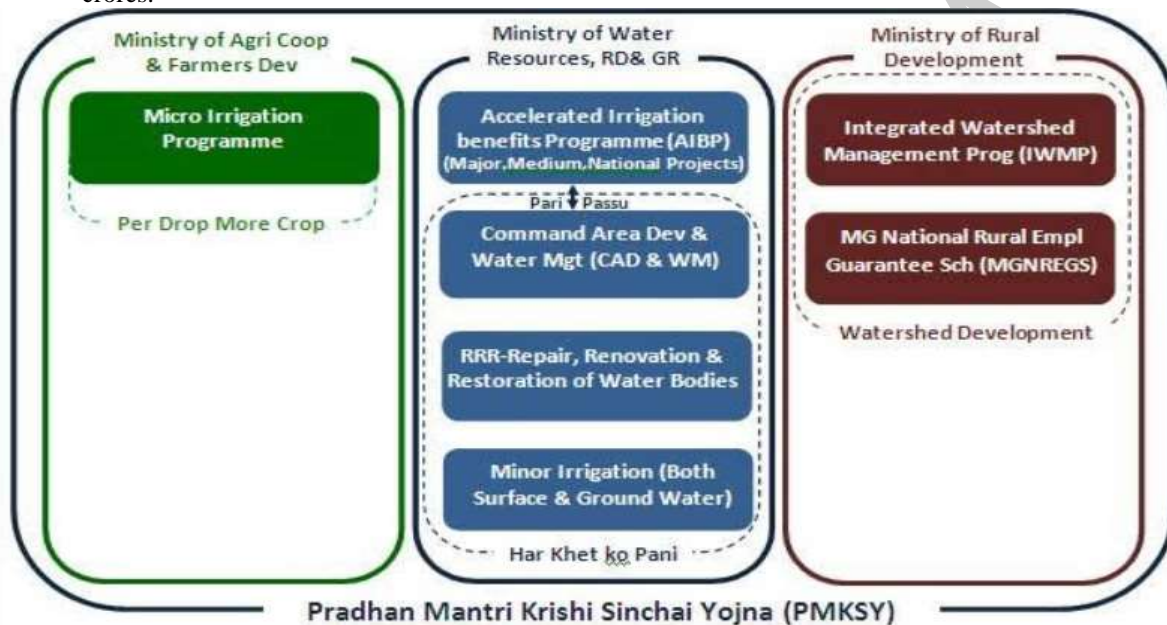 crores.
Ministry of Agri Coop
& Farmers Dev
Micro Irrigation
Programme
Per Drop More Crop
Ministry of Water
Resources, RD& GR
Accelerated Irrigation
benefits Programme (AIBP)
(Major,Medium,National Projects)
Pari Passu
Command Area Dev &
Water Mgt (CAD & WM)
RRR-Repair, Renovation &
Restoration of Water Bodies
Minor Irrigation (Both
Surface & Ground Water)
Har Khet ko Pani
Ministry of Rural
Development
Integrated Watershed
Management Prog (IWMP)
MG National Rural Empl
Guarantee Sch (MGNREGS)
Watershed Development
Pradhan Mantri Krishi Sinchai Yojna (PMKSY)